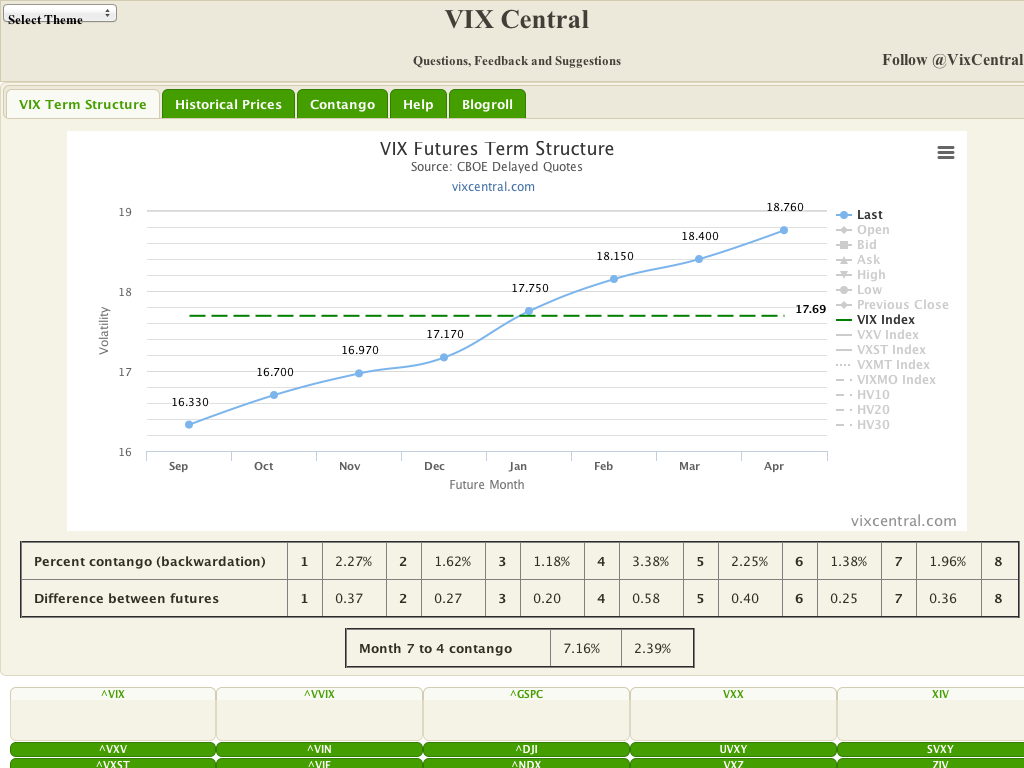 Select Theme
VIX Central
Questions, Feedback and Suggestions
Follow @VixCentral
VIX Term Structure Historical Prices Contango Help Blogroll
VIX Futures Term Structure
Source: CBOE Delayed Quotes
vixcentral.com
Volatility
19
18
17
16
16.330
16.700
16.970
17.170
17.750
18.150
18.400
18.760
17.69
Sep Oct Nov Dec Jan Feb Mar Apr
Future Month
Last
Open
Bid
Ask
High
Low
Previous Close
VIX Index
VXV Index
VXST Index
VXMT Index
VIXMO Index
HV10
HV20
HV30
vixcentral.com
Percent contango (backwardation) 1 2.27% 2 1.62% 3 1.18% 4 3.38% 5 2.25% 6 1.38% 7 1.96% 8
Difference between futures 1 0.37 2 0.27 3 0.20 4 0.58 5 0.40 6 0.25 7 0.36 8
Month 7 to 4 contango 7.16% 2.39%
^VIX ^VVIX ^GSPC VXX XIV
^VXV ^VIN ^DJI UVXY SVXY
^VXST ^VIF ^NDX VXZ ZIV